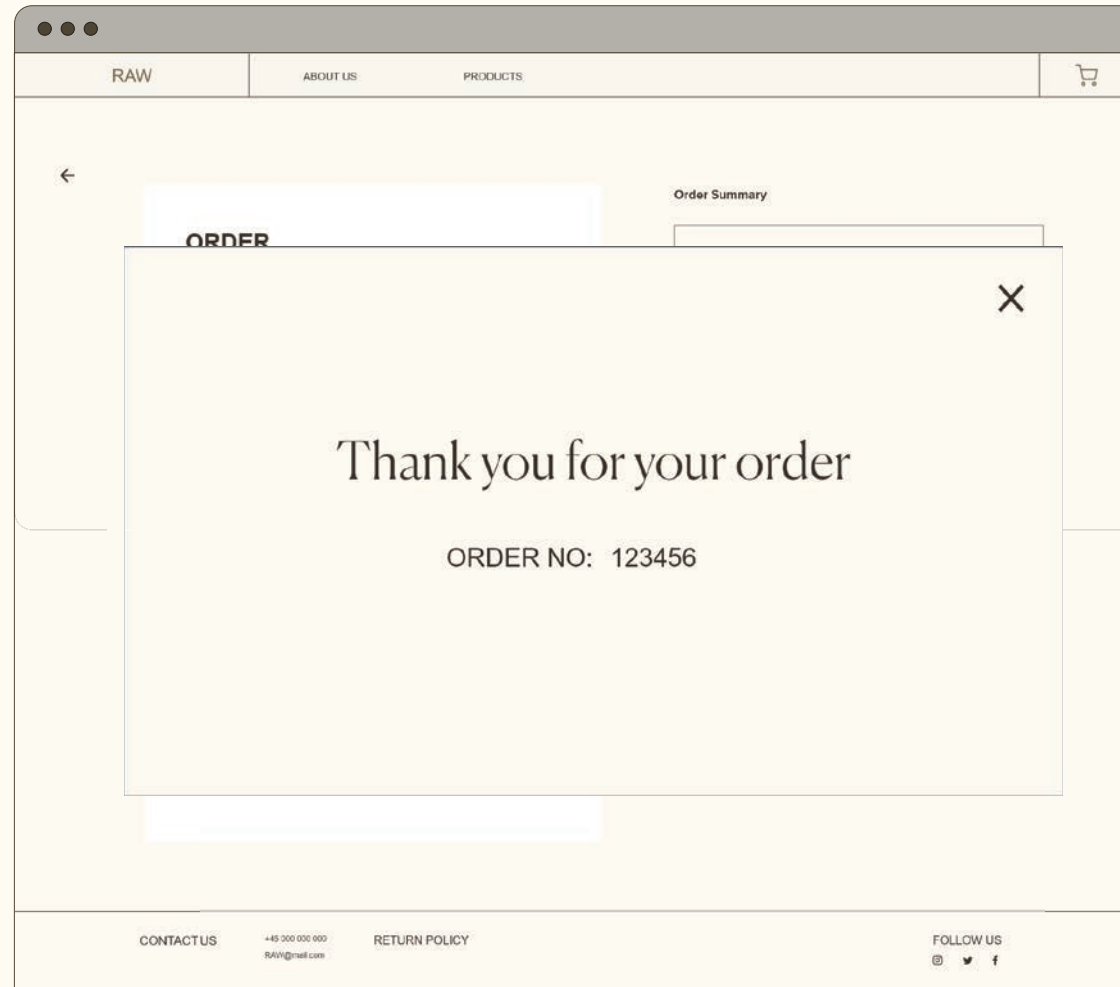 RAW
ABOUT US
PRODUCTS
Order Summary
ORDER
Thank you for your order
ORDER NO: 123456
CONTACT US
+45 000 000 000
RAW@mail.com
RETURN POLICY
FOLLOW US